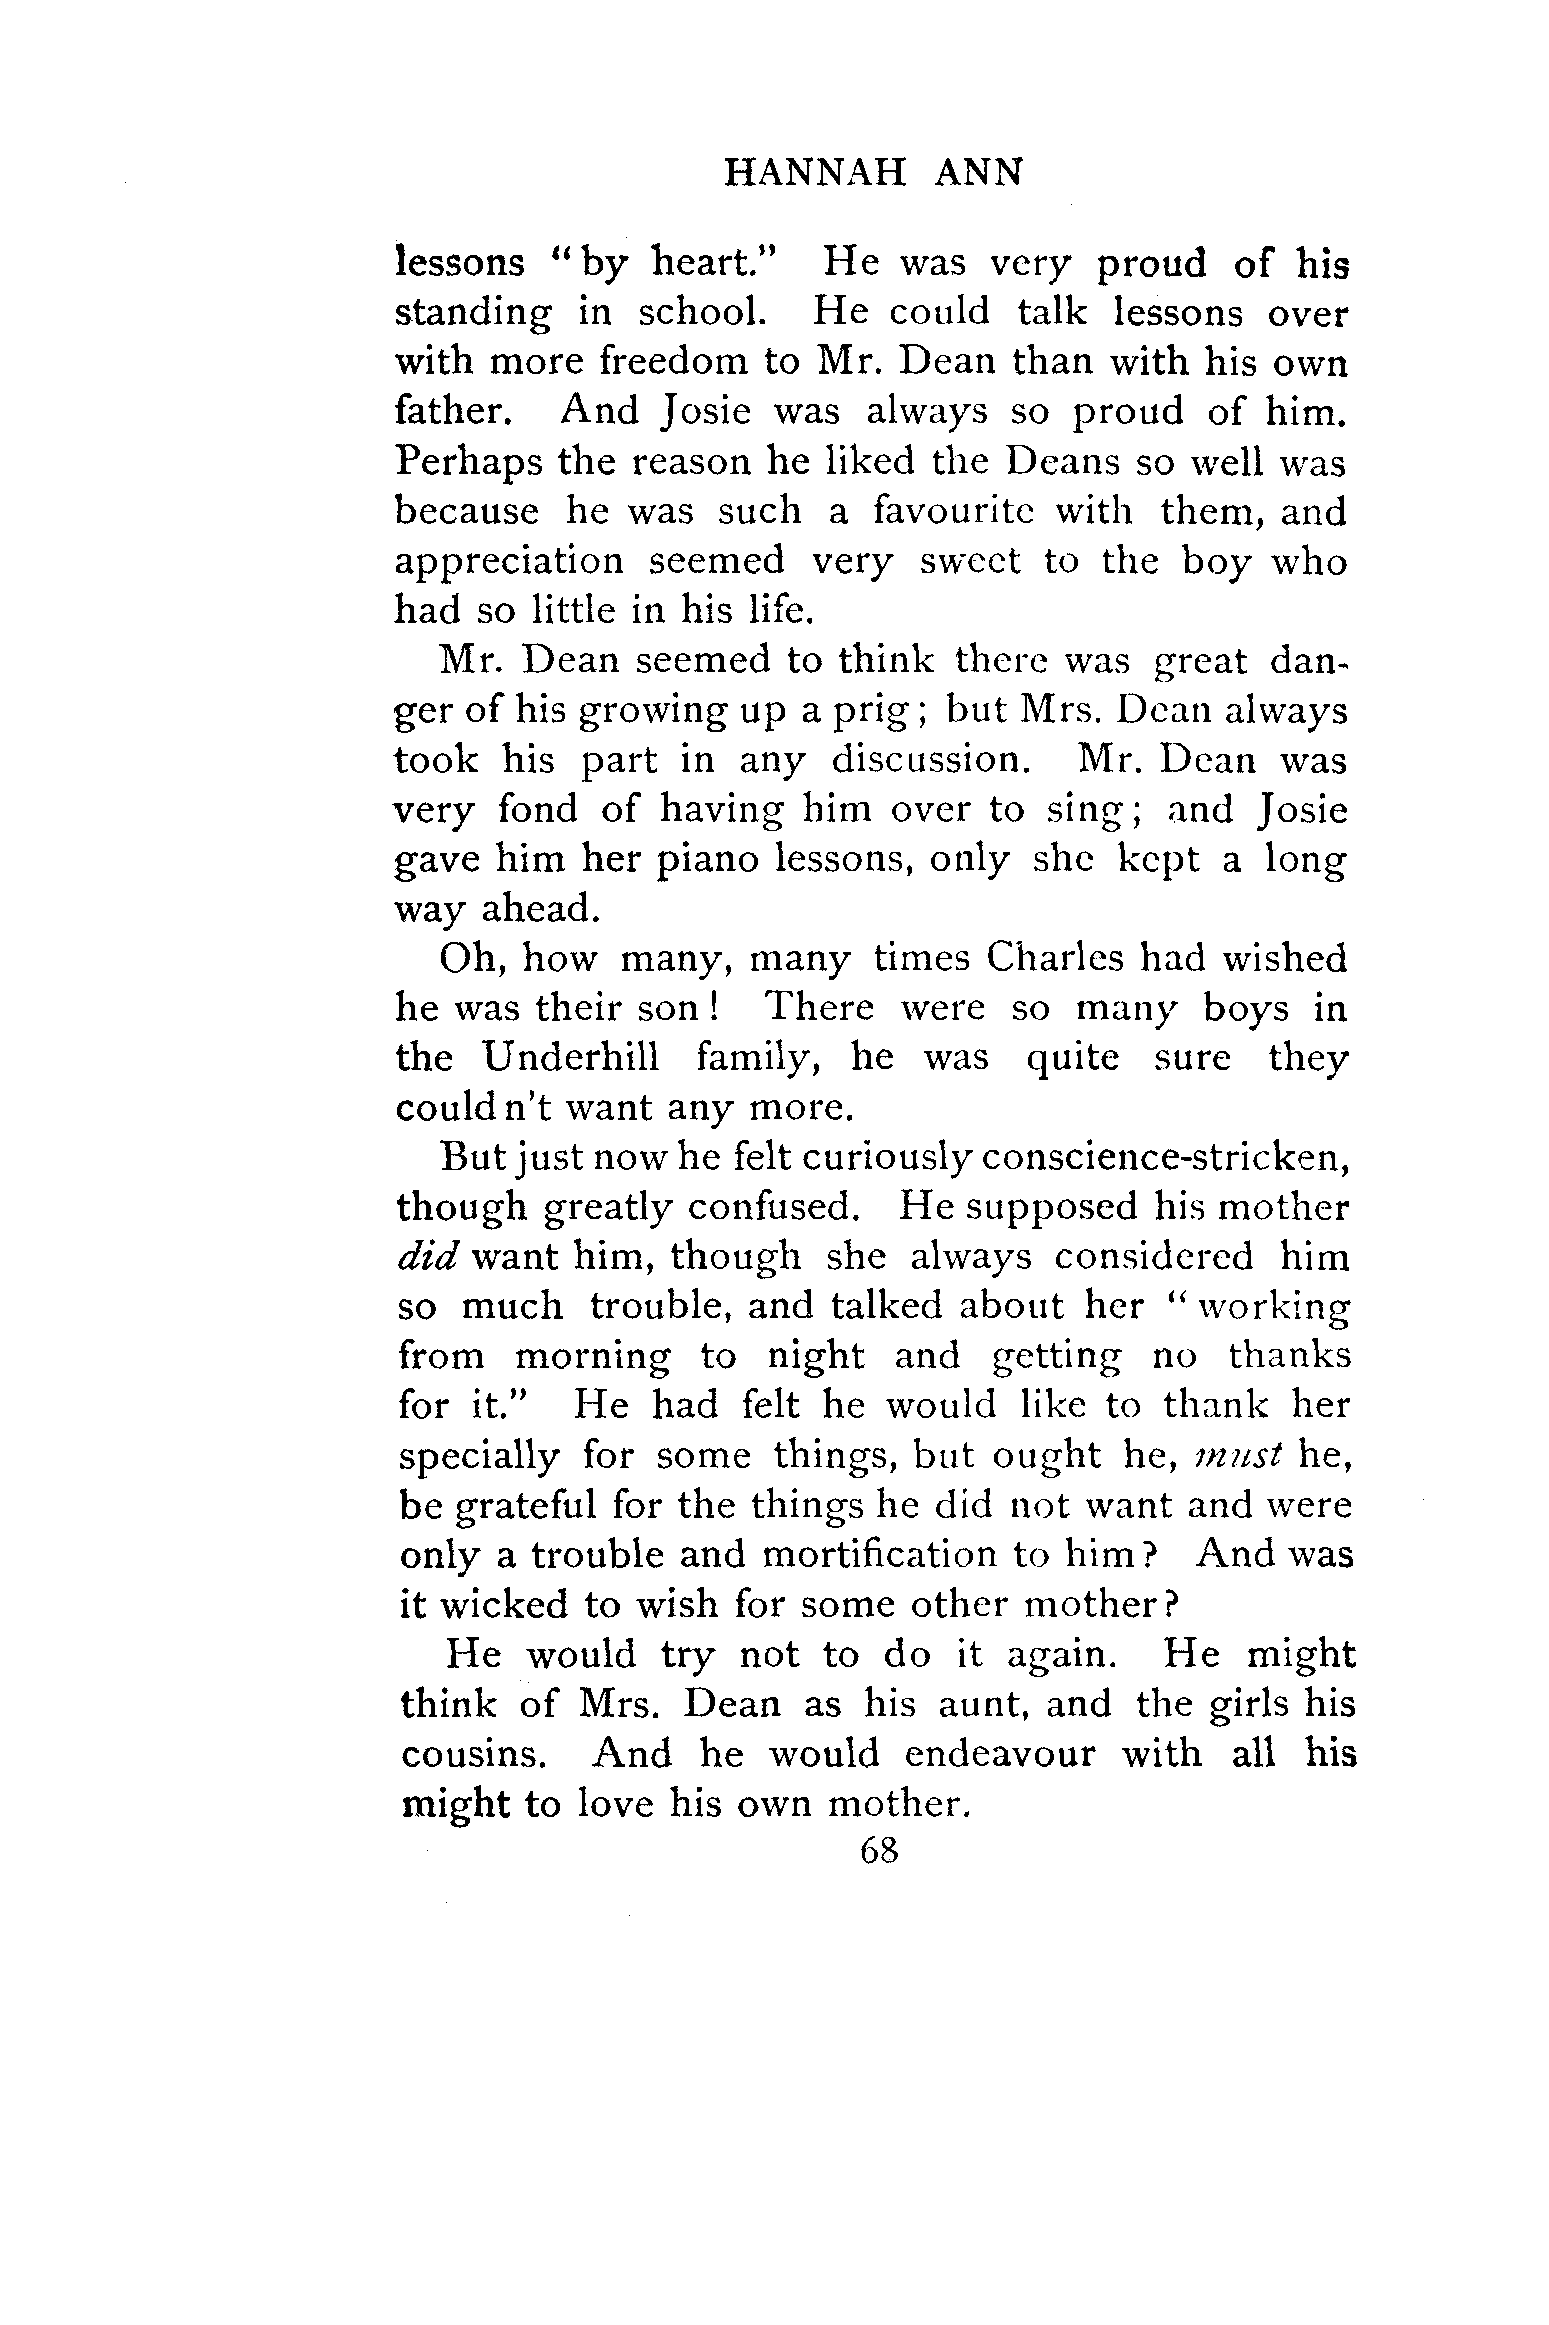 HANNAH ANN
lessons "by heart." He was very proud of his
standing in school. He could talk lessons over
with more freedom to Mr. Dean than with his own
father. And Josie was always so proud of him.
Perhaps the reason he liked the Deans so well was
because he was such a favourite with them, and
appreciation seemed very sweet to the boy who
had so little in his life.
Mr. Dean seemed to think there was great dan-
ger of his growing up a prig; but Mrs. Dean always
took his part in any discussion. Mr. Dean was
very fond of having him over to sing; and Josie
gave him her piano lessons, only she kept a long
way ahead.
Oh, how many, many times Charles had wished
he was their son! There were so many boys in
the Underhill family, he was quite sure they
couldn't want any more.
But just now he felt curiously conscience-stricken,
though greatly confused. He supposed his mother
did want him, though she always considered him
so much trouble, and talked about her "working
from morning to night and getting no thanks
for it." He had felt he would like to thank her
specially for some things, but ought he, must he,
be grateful for the things he did not want and were
only a trouble and mortification to him? And was
it wicked to wish for some other mother?
He would try not to do it again. He might
think of Mrs. Dean as his aunt, and the girls his
cousins. And he would endeavour with all his
might to love his own mother.
68